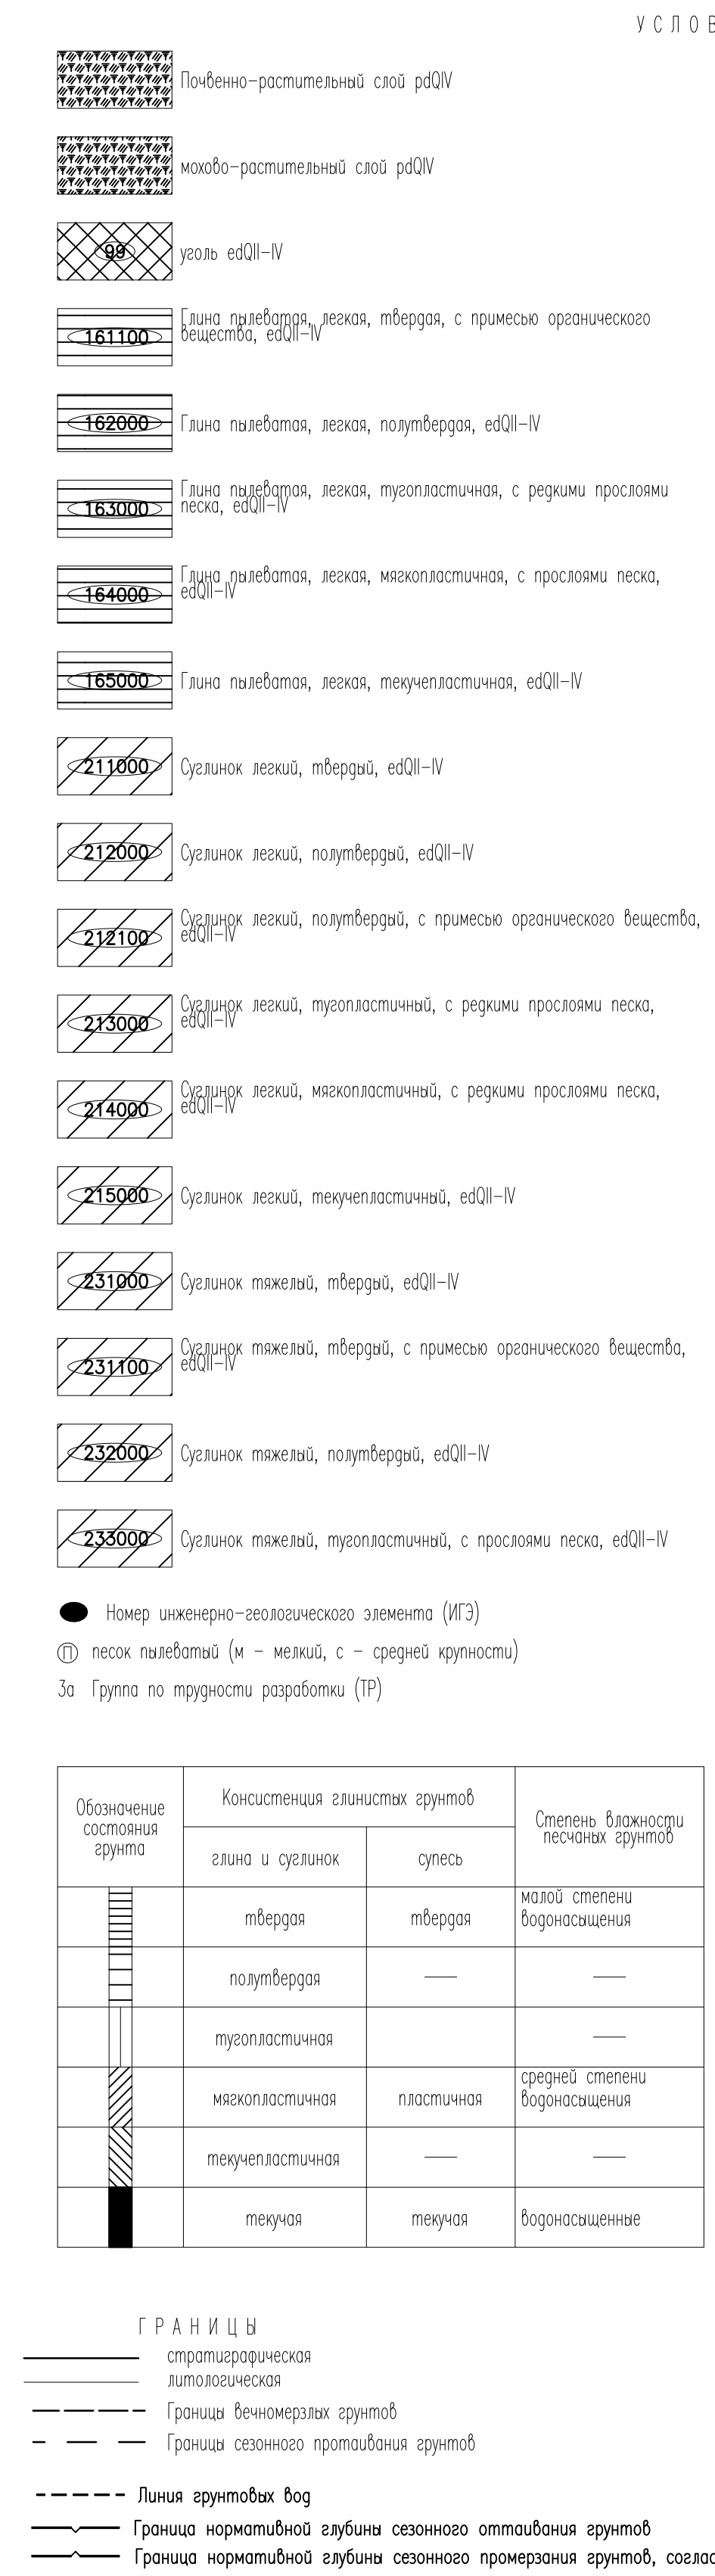 У С Л О В
Почвенно-растительный слой pdQIV
мохово-растительный слой pdQIV
99
уголь edQII-IV
161100
Глина пылеватая, легкая, твердая, с примесью органического
вещества, edQII-IV
162000
Глина пылеватая, легкая, полутвердая, edQII-IV
163000
Глина пылеватая, легкая, тугопластичная, с редкими прослоями
песка, edQII-IV
164000
Глина пылеватая, легкая, мягкопластичная, с прослоями песка,
edQII-IV
165000
Глина пылеватая, легкая, текучепластичная, edQII-IV
211000
Суглинок легкий, твердый, edQII-IV
212000
Суглинок легкий, полутвердый, edQII-IV
212100
Суглинок легкий, полутвердый, с примесью органического вещества,
edQII-IV
213000
Суглинок легкий, тугопластичный, с редкими прослоями песка,
edQII-IV
214000
Суглинок легкий, мягкопластичный, с редкими прослоями песка,
edQII-IV
215000
Суглинок легкий, текучепластичный, edQII-IV
231000
Суглинок тяжелый, твердый, edQII-IV
231100
Суглинок тяжелый, твердый, с примесью органического вещества,
edQII-IV
232000
Суглинок тяжелый, полутвердый, edQII-IV
233000
Суглинок тяжелый, тугопластичный, с прослоями песка, edQII-IV
Номер инженерно-геологического элемента (ИГЭ)
П песок пылеватый (м - мелкий, с - средней крупности)
3а Группа по трудности разработки (ТР)
Обозначение
состояния
грунта
Консистенция глинистых грунтов
глина и суглинок
супесь
Степень влажности
песчаных грунтов
твердая
твердая
малой степени
водонасыщения
полутвердая
тугопластичная
мягкопластичная
пластичная
средней степени
водонасыщения
текучепластичная
текучая
текучая
водонасыщенные
Г Р А Н И Ц Ы
стратиграфическая
литологическая
Границы вечномерзлых грунтов
Границы сезонного протаивания грунтов
Линия грунтовых вод
Граница нормативной глубины сезонного оттаивания грунтов
Граница нормативной глубины сезонного промерзания грунтов, соглас